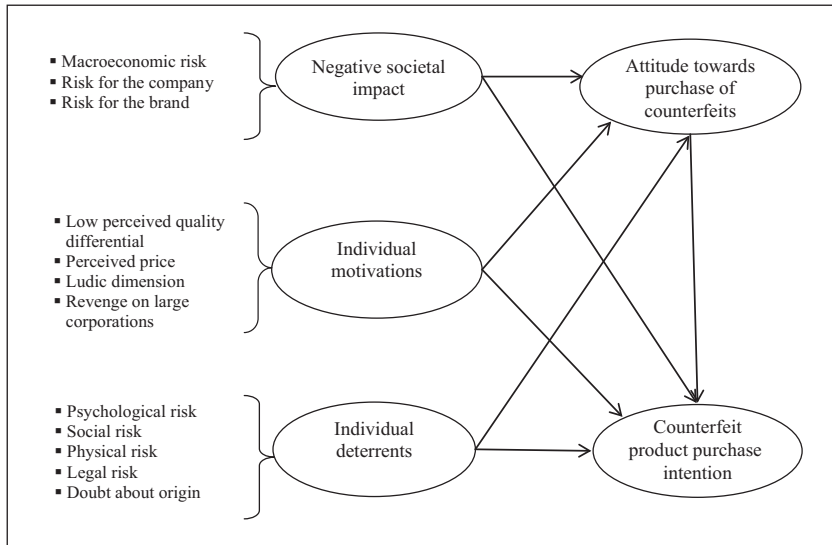 ▪ Macroeconomic risk
▪ Risk for the company
▪ Risk for the brand
Negative societal
impact
Attitude towards
purchase of
counterfeits
▪ Low perceived quality
differential
▪ Perceived price
▪ Ludic dimension
▪ Revenge on large
corporations
Individual
motivations
▪ Psychological risk
▪ Social risk
▪ Physical risk
▪ Legal risk
▪ Doubt about origin
Individual
deterrents
Counterfeit
product purchase
intention